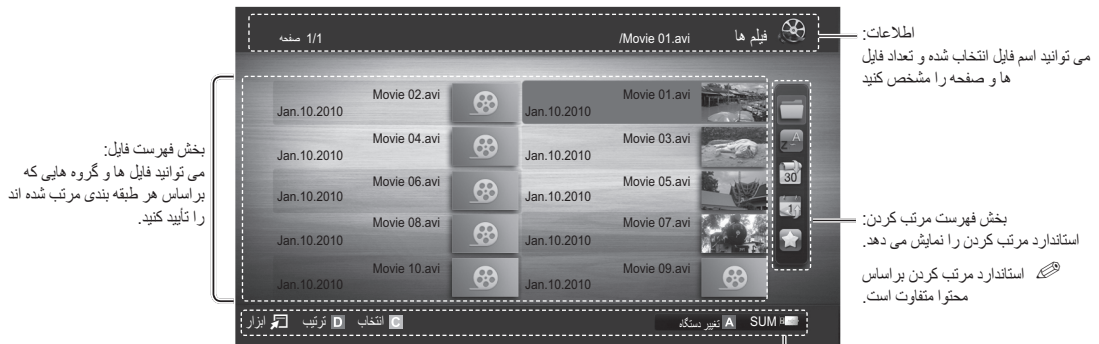 فیلم ها
/Movie 01.avi
1/1 صفحه
Movie 01.avi
Jan.10.2010
Movie 02.avi
Jan.10.2010
Movie 03.avi
Jan.10.2010
Movie 04.avi
Jan.10.2010
Movie 05.avi
Jan.10.2010
Movie 06.avi
Jan.10.2010
Movie 07.avi
Jan.10.2010
Movie 08.avi
Jan.10.2010
Movie 09.avi
Jan.10.2010
Movie 10.avi
Jan.10.2010
30
1
SUM
A تغییر دستگاه
C انتخاب
D ترتیب
ابزار
اطلاعات:
می توانید اسم فایل انتخاب شده و تعداد فایل
ها و صفحه را مشخص کنید
بخش فهرست مرتب کردن:
استاندارد مرتب کردن را نمایش می دهد.
استاندارد مرتب کردن براساس
محتوا متفاوت است.
بخش فهرست فایل:
می توانید فایل ها و گروه هایی که
براساس هر طبقه بندی مرتب شده اند
را تأیید کنید.